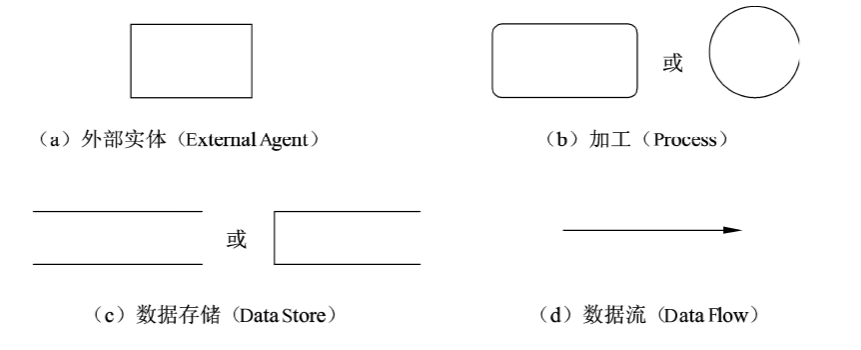 或
（a）外部实体（External Agent）
（b）加工（Process）
或
（c）数据存储（Data Store）
（d）数据流（Data Flow）